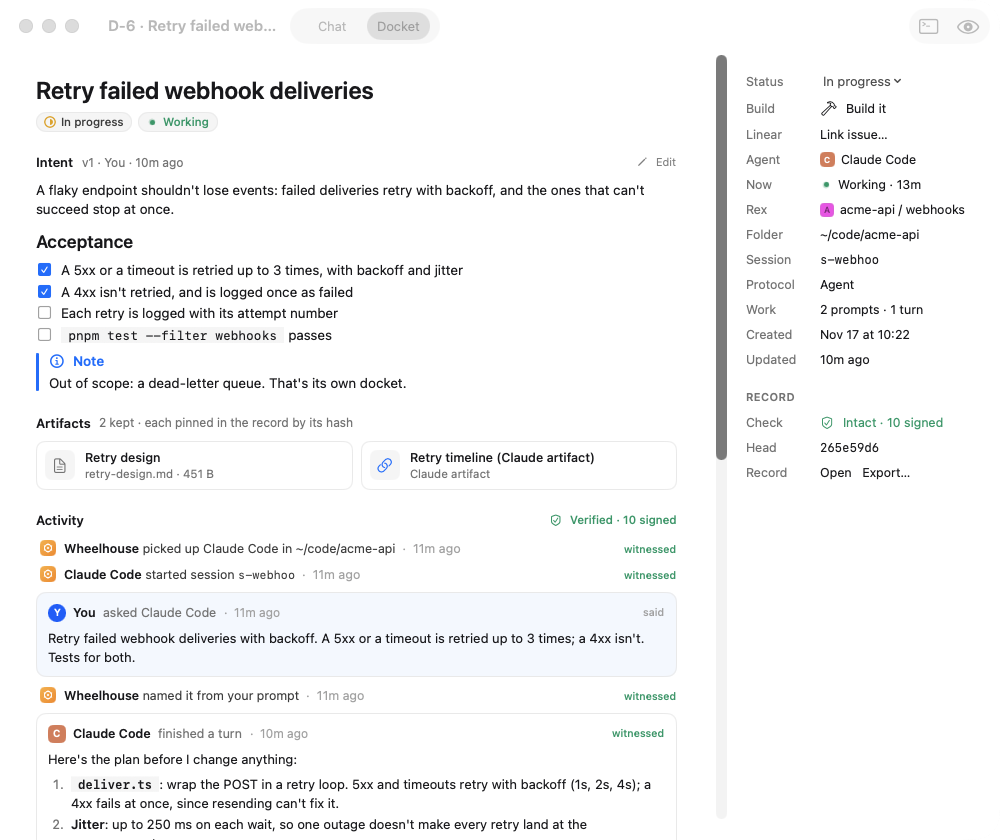 D-6 · Retry failed web...
Chat
Docket
Retry failed webhook deliveries
In progress
Working
Intent v1 · You · 10m ago
Edit
A flaky endpoint shouldn't lose events: failed deliveries retry with backoff, and the ones that can't
succeed stop at once.
Acceptance
A 5xx or a timeout is retried up to 3 times, with backoff and jitter
A 4xx isn't retried, and is logged once as failed
Each retry is logged with its attempt number
pnpm test --filter webhooks passes
Note
Out of scope: a dead-letter queue. That's its own docket.
Artifacts 2 kept · each pinned in the record by its hash
Retry design
retry-design.md · 451 B
Retry timeline (Claude artifact)
Claude artifact
Activity
Verified · 10 signed
Wheelhouse picked up Claude Code in ~/code/acme-api · 11m ago
witnessed
Claude Code started session s-webhoo · 11m ago
witnessed
Y
You asked Claude Code · 11m ago
said
Retry failed webhook deliveries with backoff. A 5xx or a timeout is retried up to 3 times; a 4xx isn't.
Tests for both.
Wheelhouse named it from your prompt · 11m ago
witnessed
C
Claude Code finished a turn · 10m ago
witnessed
Here's the plan before I change anything:
1. deliver.ts : wrap the POST in a retry loop. 5xx and timeouts retry with backoff (1s, 2s, 4s); a
4xx fails at once, since resending can't fix it.
2. Jitter: up to 250 ms on each wait, so one outage doesn't make every retry land at the
Status In progress
Build Build it
Linear Link issue...
Agent C Claude Code
Now Working · 13m
Rex A acme-api / webhooks
Folder ~/code/acme-api
Session s-webhoo
Protocol Agent
Work 2 prompts · 1 turn
Created Nov 17 at 10:22
Updated 10m ago
RECORD
Check Intact · 10 signed
Head 265e59d6
Record Open Export...